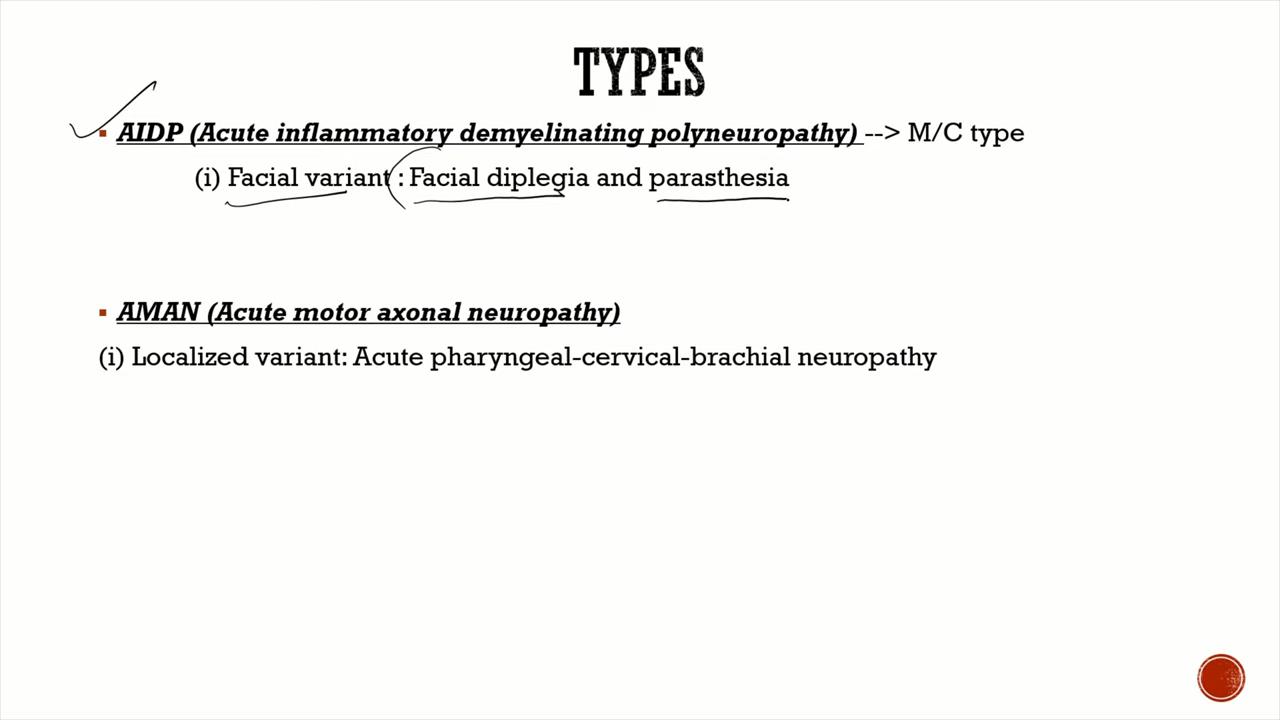 TYPES
AIDP (Acute inflammatory demyelinating polyneuropathy) --> M/C type
(i) Facial variant : Facial diplegia and parasthesia
AMAN (Acute motor axonal neuropathy)
(i) Localized variant: Acute pharyngeal-cervical-brachial neuropathy